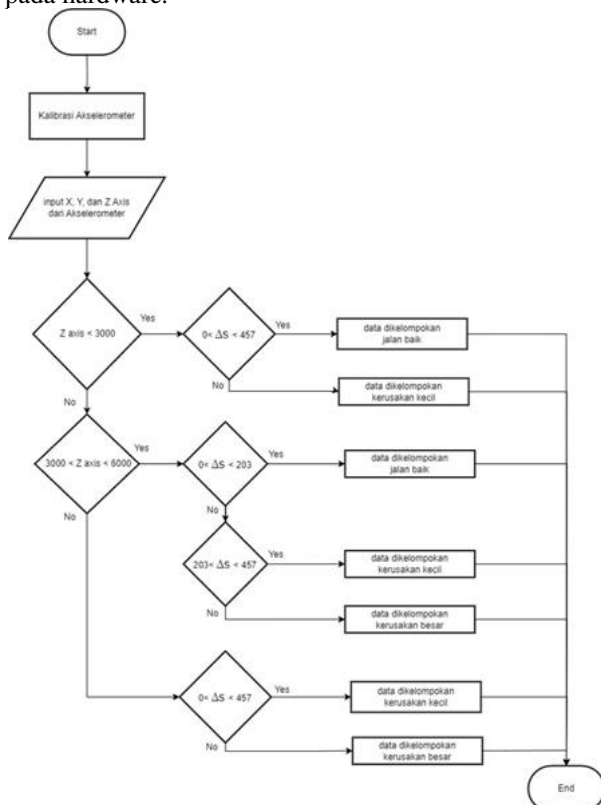 pada hardware.
Start
Kalibrasi Akselerometer
input X, Y, dan Z Axis
dari Akselerometer
Z axis < 3000
Yes
0< ΔS < 457
Yes
data dikelompokan
jalan baik
No
data dikelompokan
kerusakan kecil
No
3000 < Z axis < 6000
Yes
0< ΔS < 203
Yes
data dikelompokan
jalan baik
No
No
203< ΔS < 457
Yes
data dikelompokan
kerusakan kecil
No
data dikelompokan
kerusakan besar
0< ΔS < 457
Yes
data dikelompokan
kerusakan kecil
No
data dikelompokan
kerusakan besar
End